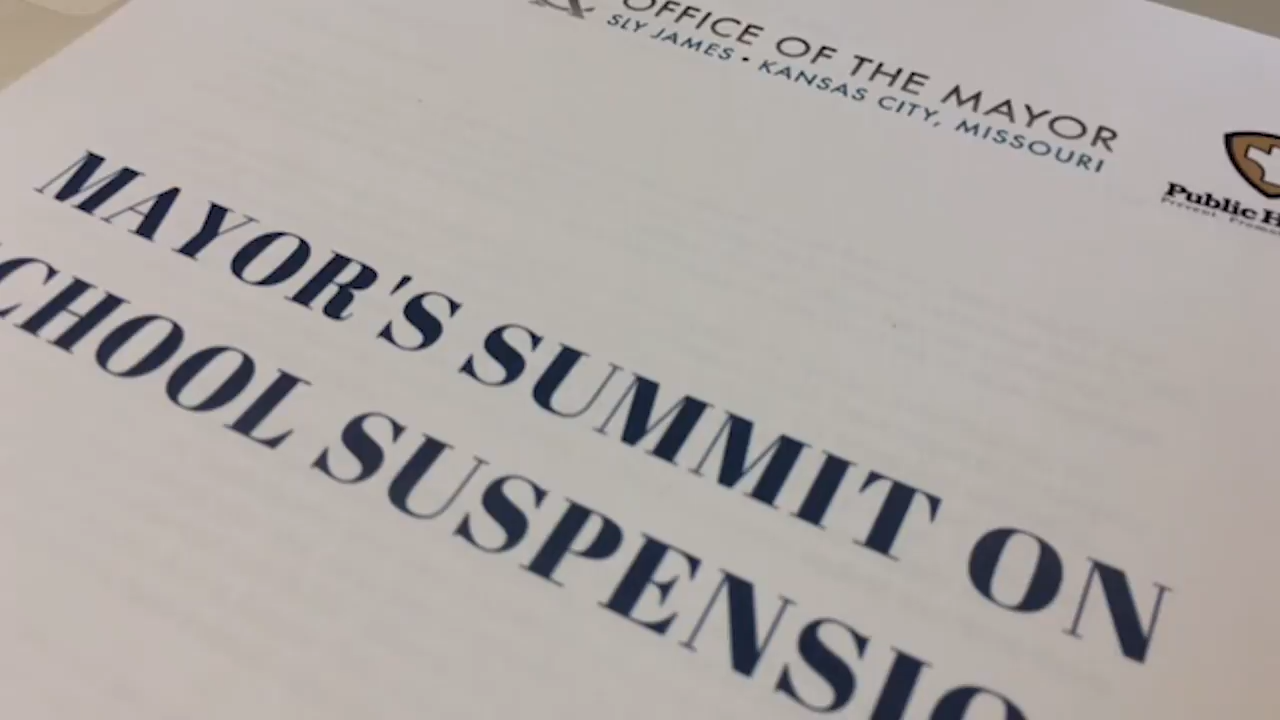 OFFICE OF THE MAYOR
SLY JAMES • KANSAS CITY, MISSOURI
Public H
MAYOR'S SUMMIT ON
CHOOL SUSPENSIO